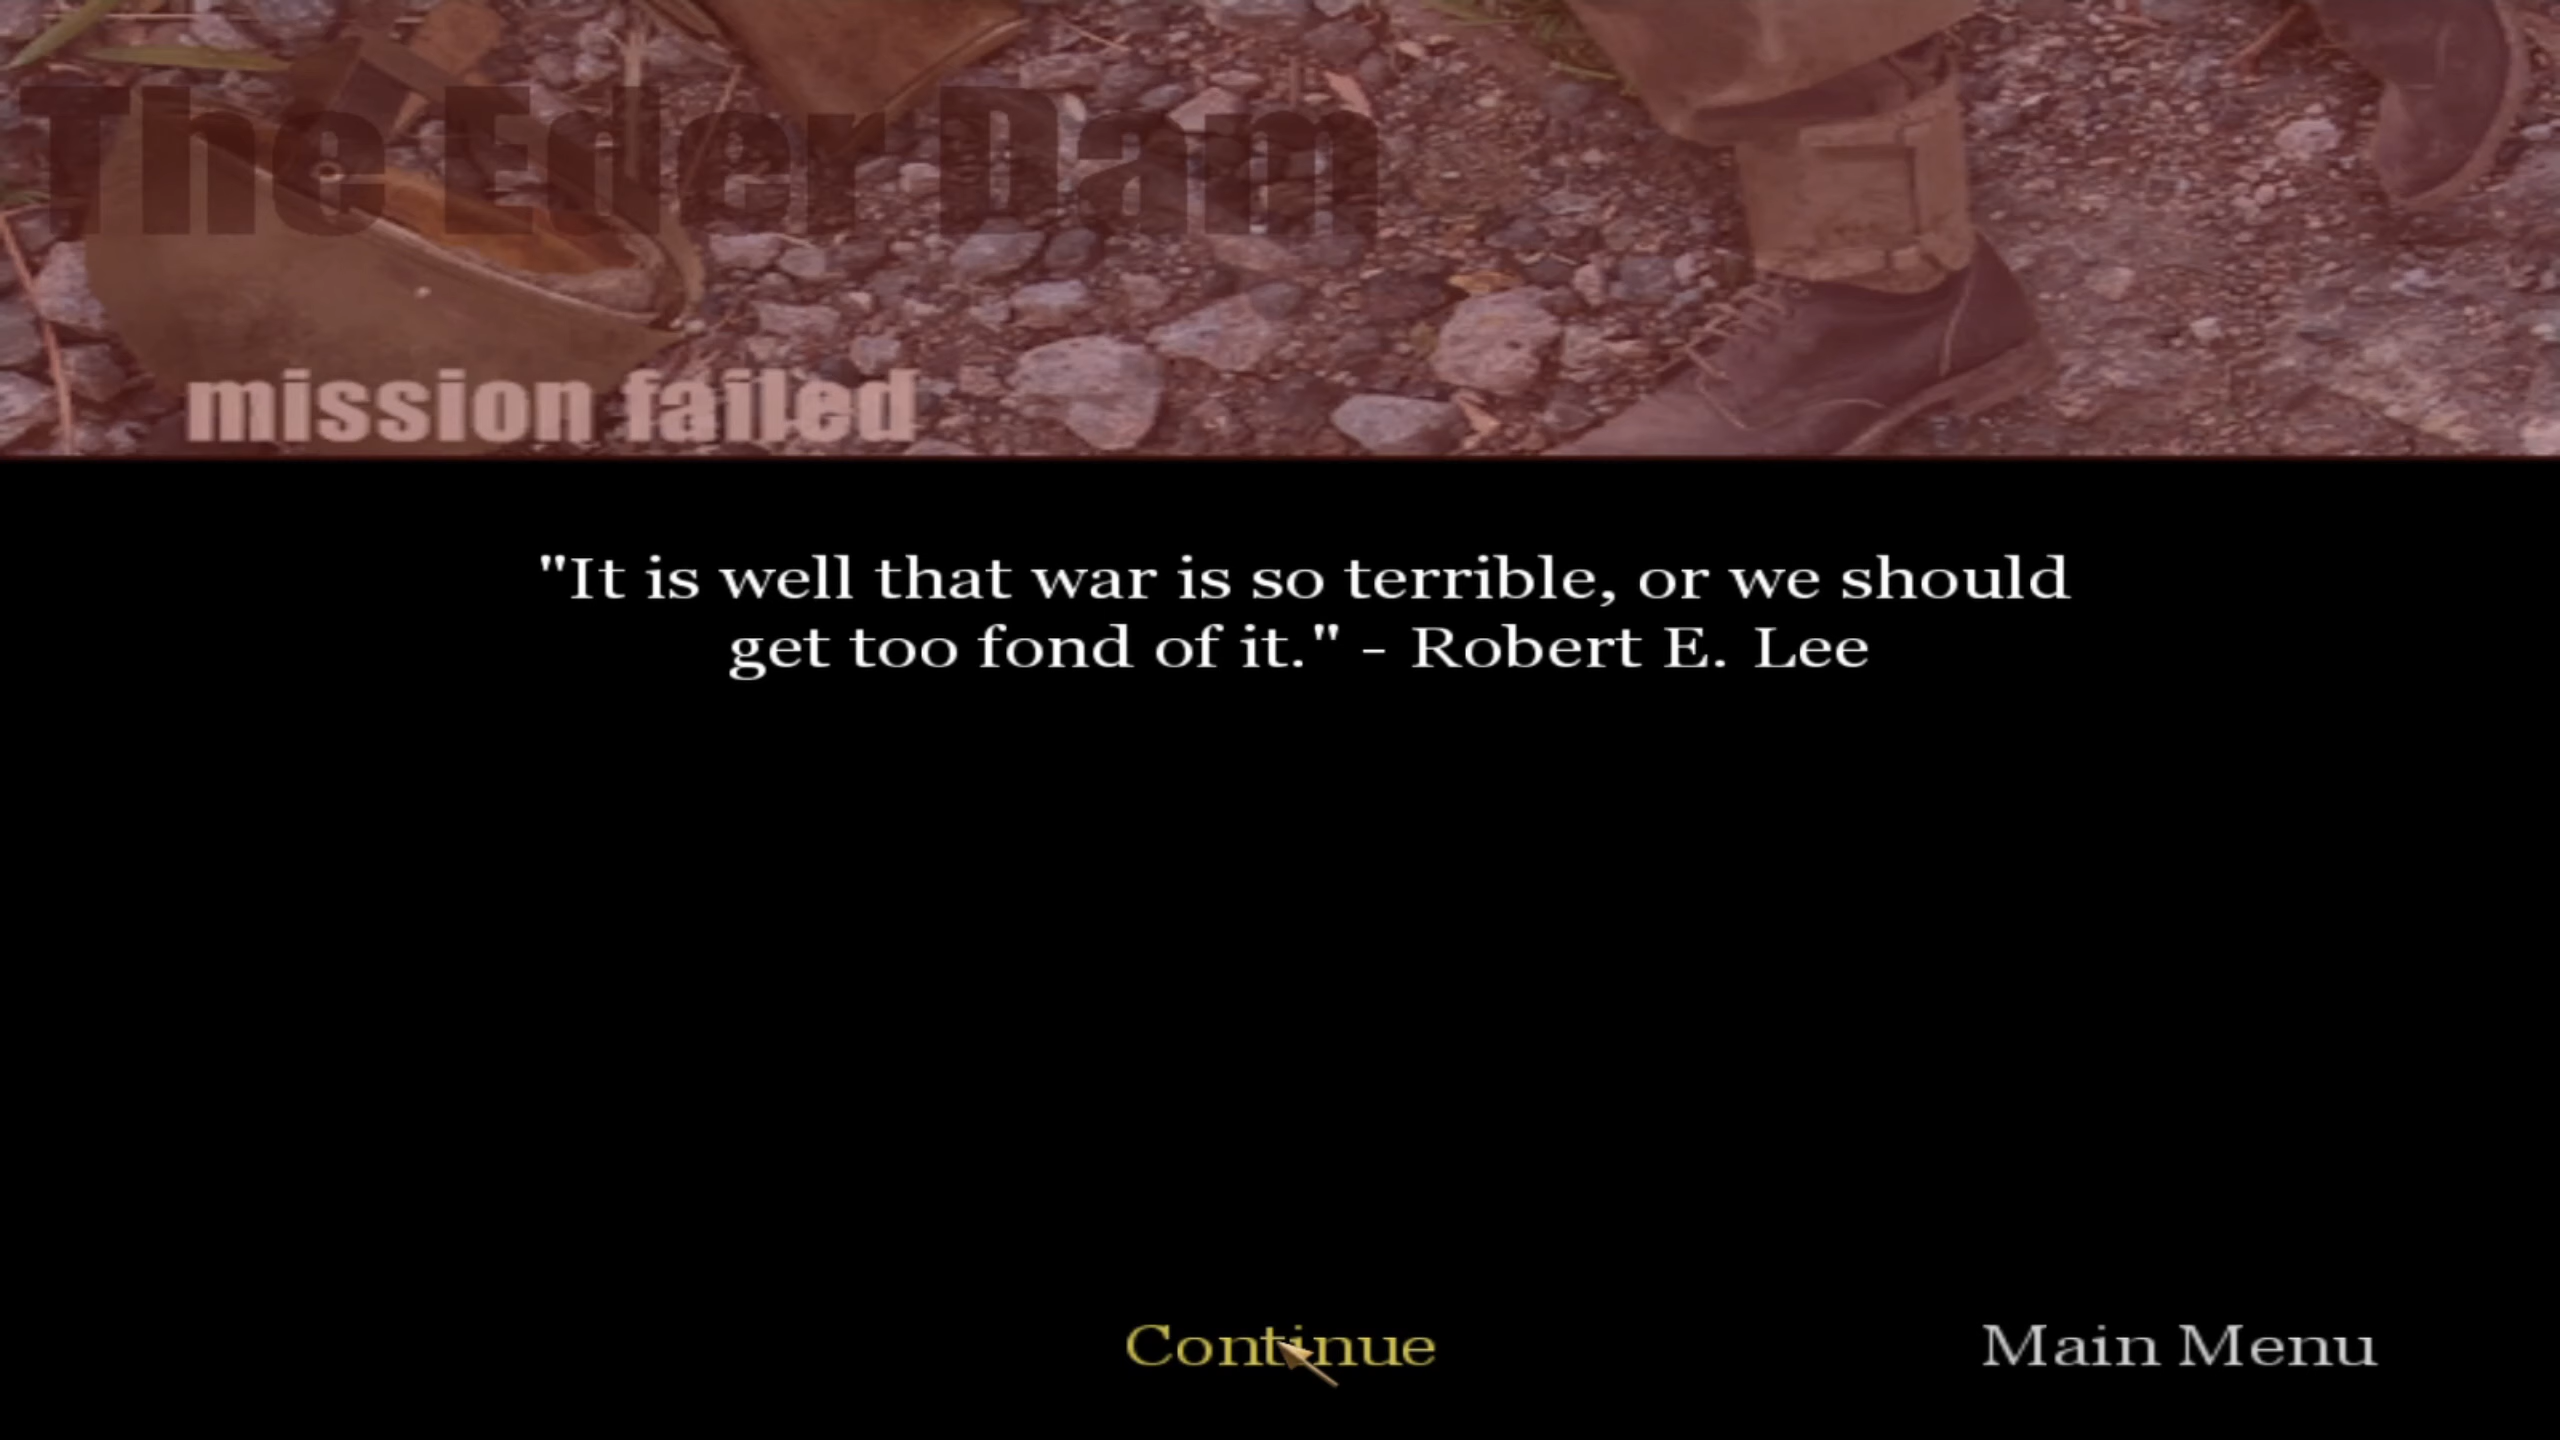 The Eder Dam
mission failed
"It is well that war is so terrible, or we should
get too fond of it." - Robert E. Lee
Continue
Main Menu